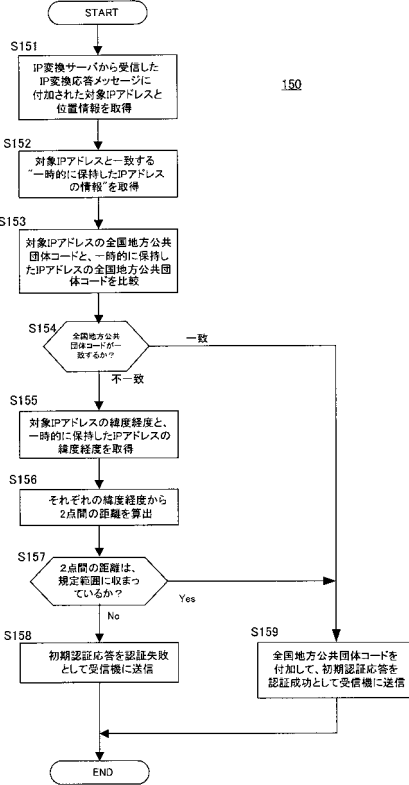 START
S151
IP変換サーバから受信した
IP変換応答メッセージに
付加された対象IPアドレスと
位置情報を取得
150
S152
対象IPアドレスと一致する
"一時的に保持したIPアドレス
の情報"を取得
S153
対象IPアドレスの全国地方公共
団体コードと、一時的に保持し
たIPアドレスの全国地方公共団
体コードを比較
S154
全国地方公共
団体コードが一
致するか?
一致
不一致
S155
対象IPアドレスの緯度経度と、
一時的に保持したIPアドレスの
緯度経度を取得
S156
それぞれの緯度経度から
2点間の距離を算出
S157
2点間の距離は、
規定範囲に収まっ
ているか?
Yes
No
S158
初期認証応答を認証失敗
として受信機に送信
S159
全国地方公共団体コードを
付加して、初期認証応答を
認証成功として受信機に送信
END